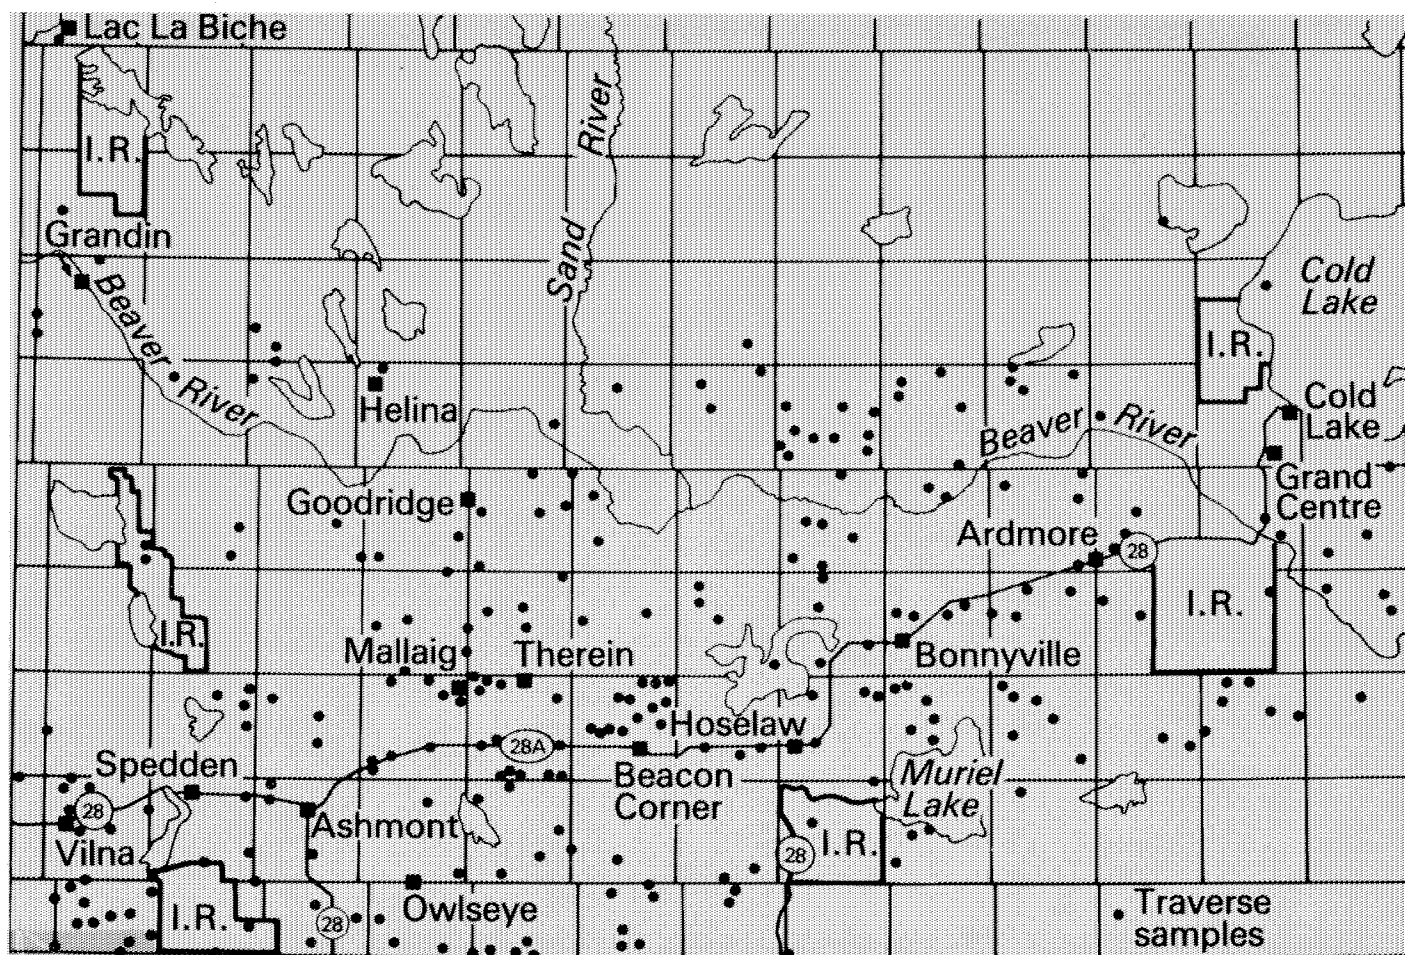 Lac La Biche
I.R.
Grandin
Beaver
River
Sand
River
Helina
Cold
Lake
I.R.
Cold
Lake
Beaver
River
Grand
Centre
Goodridge
Ardmore
28
I.R.
I.R.
Mallaig
Therein
Bonnyville
Hoselaw
28A
Spedden
Beacon
Corner
Muriel
Lake
28
Ashmont
Vilna
28
I.R.
I.R.
28
Owlseye
Traverse
samples